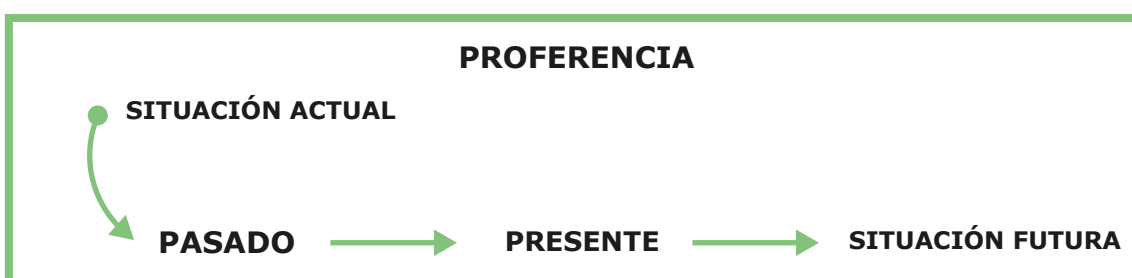 PROFERENCIA
SITUACIÓN ACTUAL
PASADO PRESENTE SITUACIÓN FUTURA